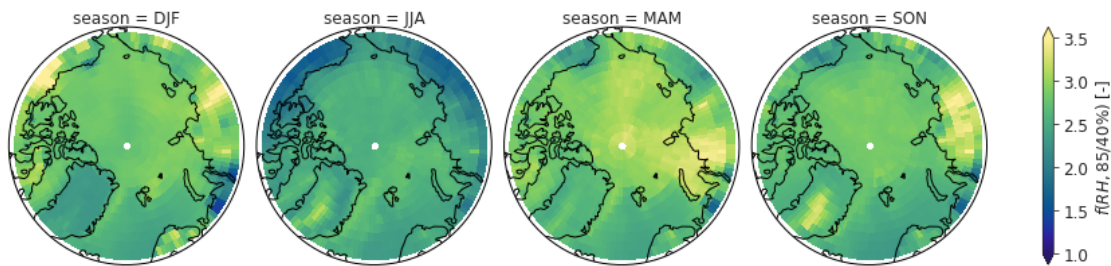 season = DJF
season = JJA
season = MAM
season = SON
3.5
3.0
2.5
2.0
1.5
1.0
f(RH, 85/40%) [-]